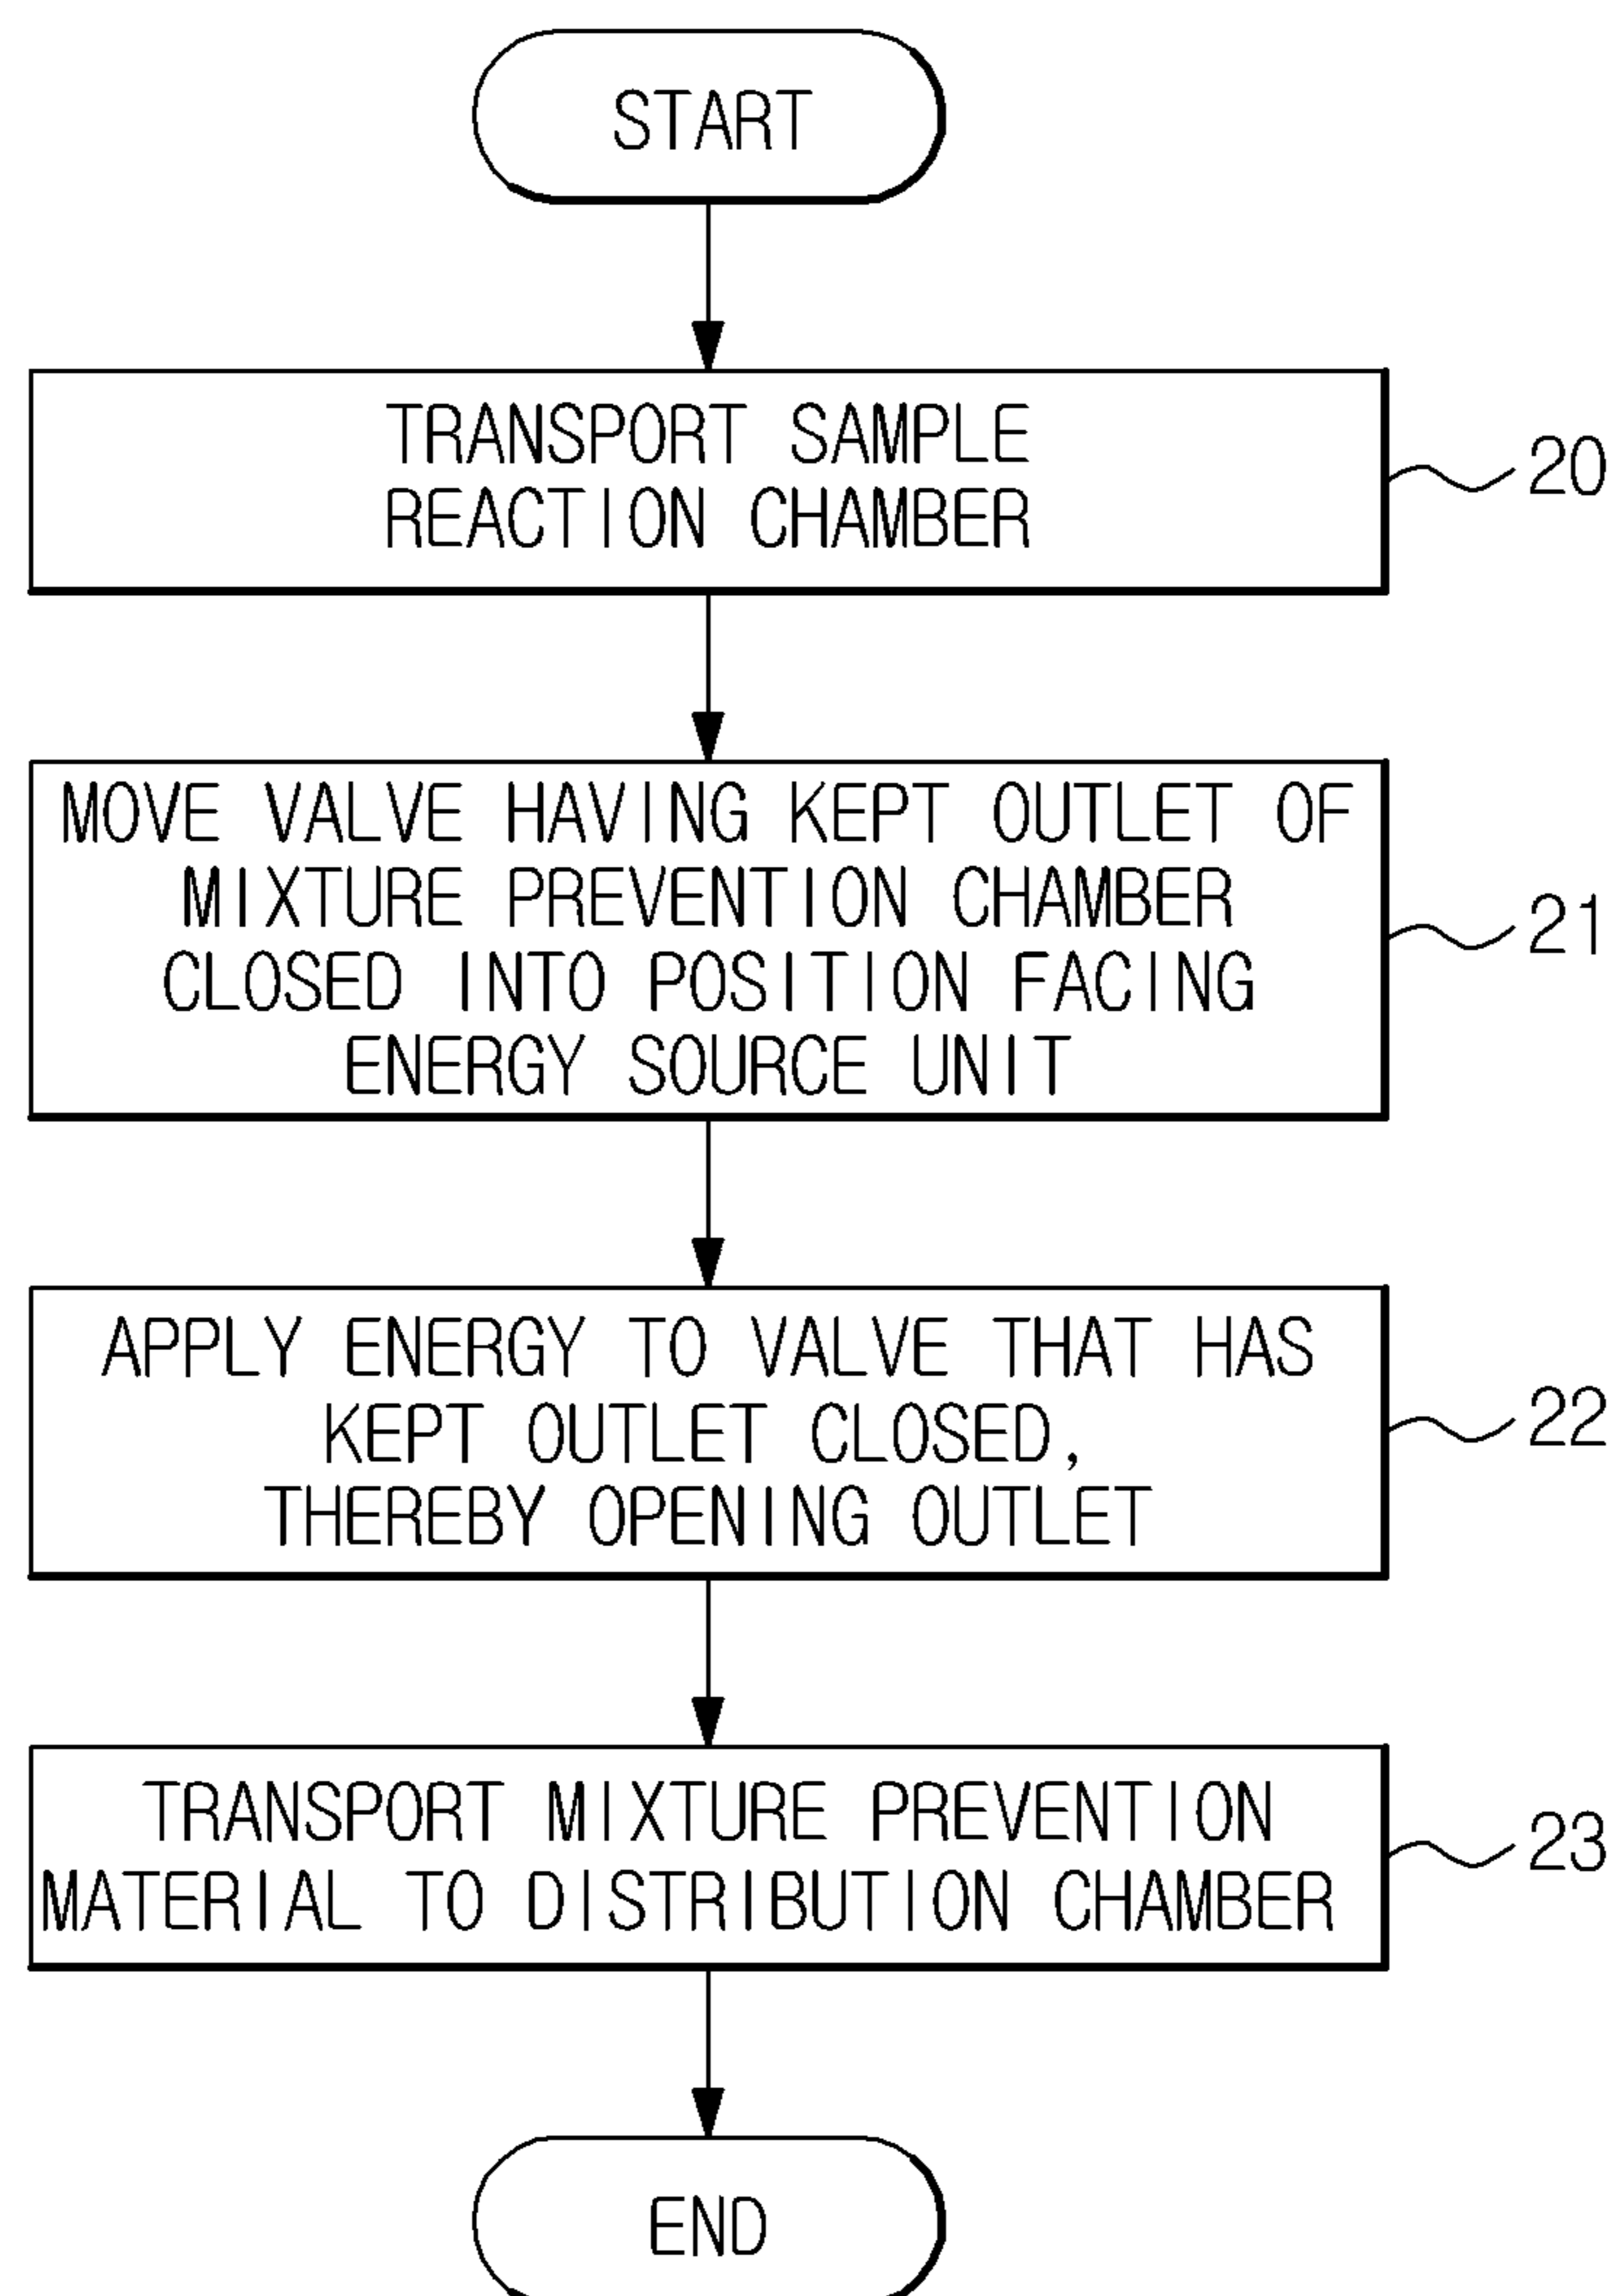 START
TRANSPORT SAMPLE
REACTION CHAMBER
20
MOVE VALVE HAVING KEPT OUTLET OF
MIXTURE PREVENTION CHAMBER
CLOSED INTO POSITION FACING
ENERGY SOURCE UNIT
21
APPLY ENERGY TO VALVE THAT HAS
KEPT OUTLET CLOSED,
THEREBY OPENING OUTLET
22
TRANSPORT MIXTURE PREVENTION
MATERIAL TO DISTRIBUTION CHAMBER
23
END